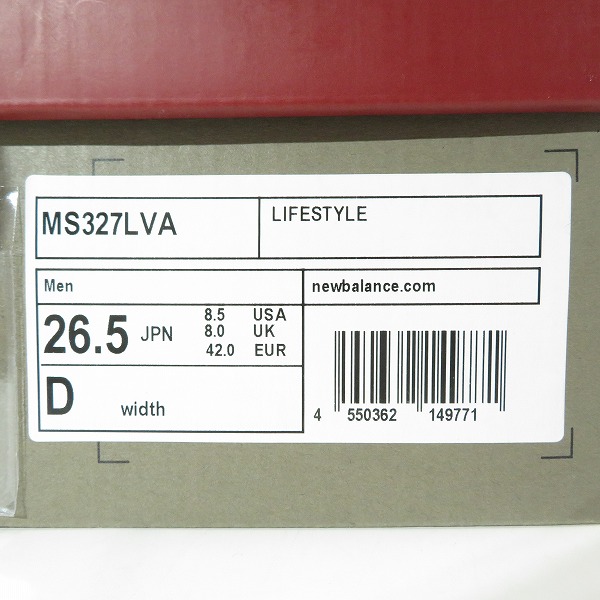 MS327LVA
LIFESTYLE
Men
newbalance.com
26.5 JPN
8.5 USA
8.0 UK
42.0 EUR
D width
4 550362 149771